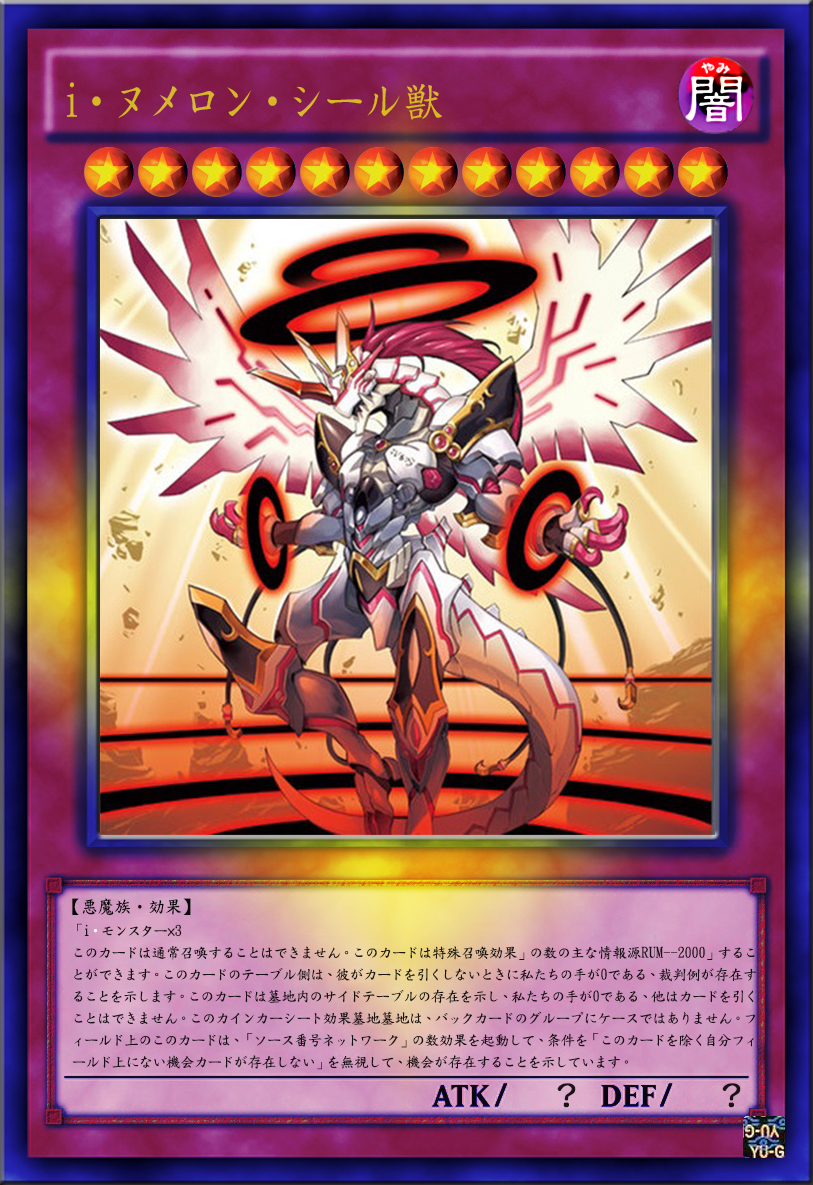 i・ヌメロン・シール獣
やみ
闇
【悪魔族・効果】
「i・モンスター×3
このカードは通常召喚することはできません。このカードは特殊召喚効果」の数の主な情報源RUM--2000」するこ
とができます。このカードのテーブル側は、彼がカードを引くしないときに私たちの手が0である、裁判例が存在す
ることを示します。このカードは墓地内のサイドテーブルの存在を示し、私たちの手が0である、他はカードを引く
ことはできません。このカインカーシート効果墓地墓地は、バックカードのグループにケースではありません。フ
ィールド上のこのカードは、「ソース番号ネットワーク」の数効果を起動して、条件を「このカードを除く自分フィ
ールド上にない機会カードが存在しない」を無視して、機会が存在することを示しています。
ATK/ ? DEF/ ?
YU-G
YU-G